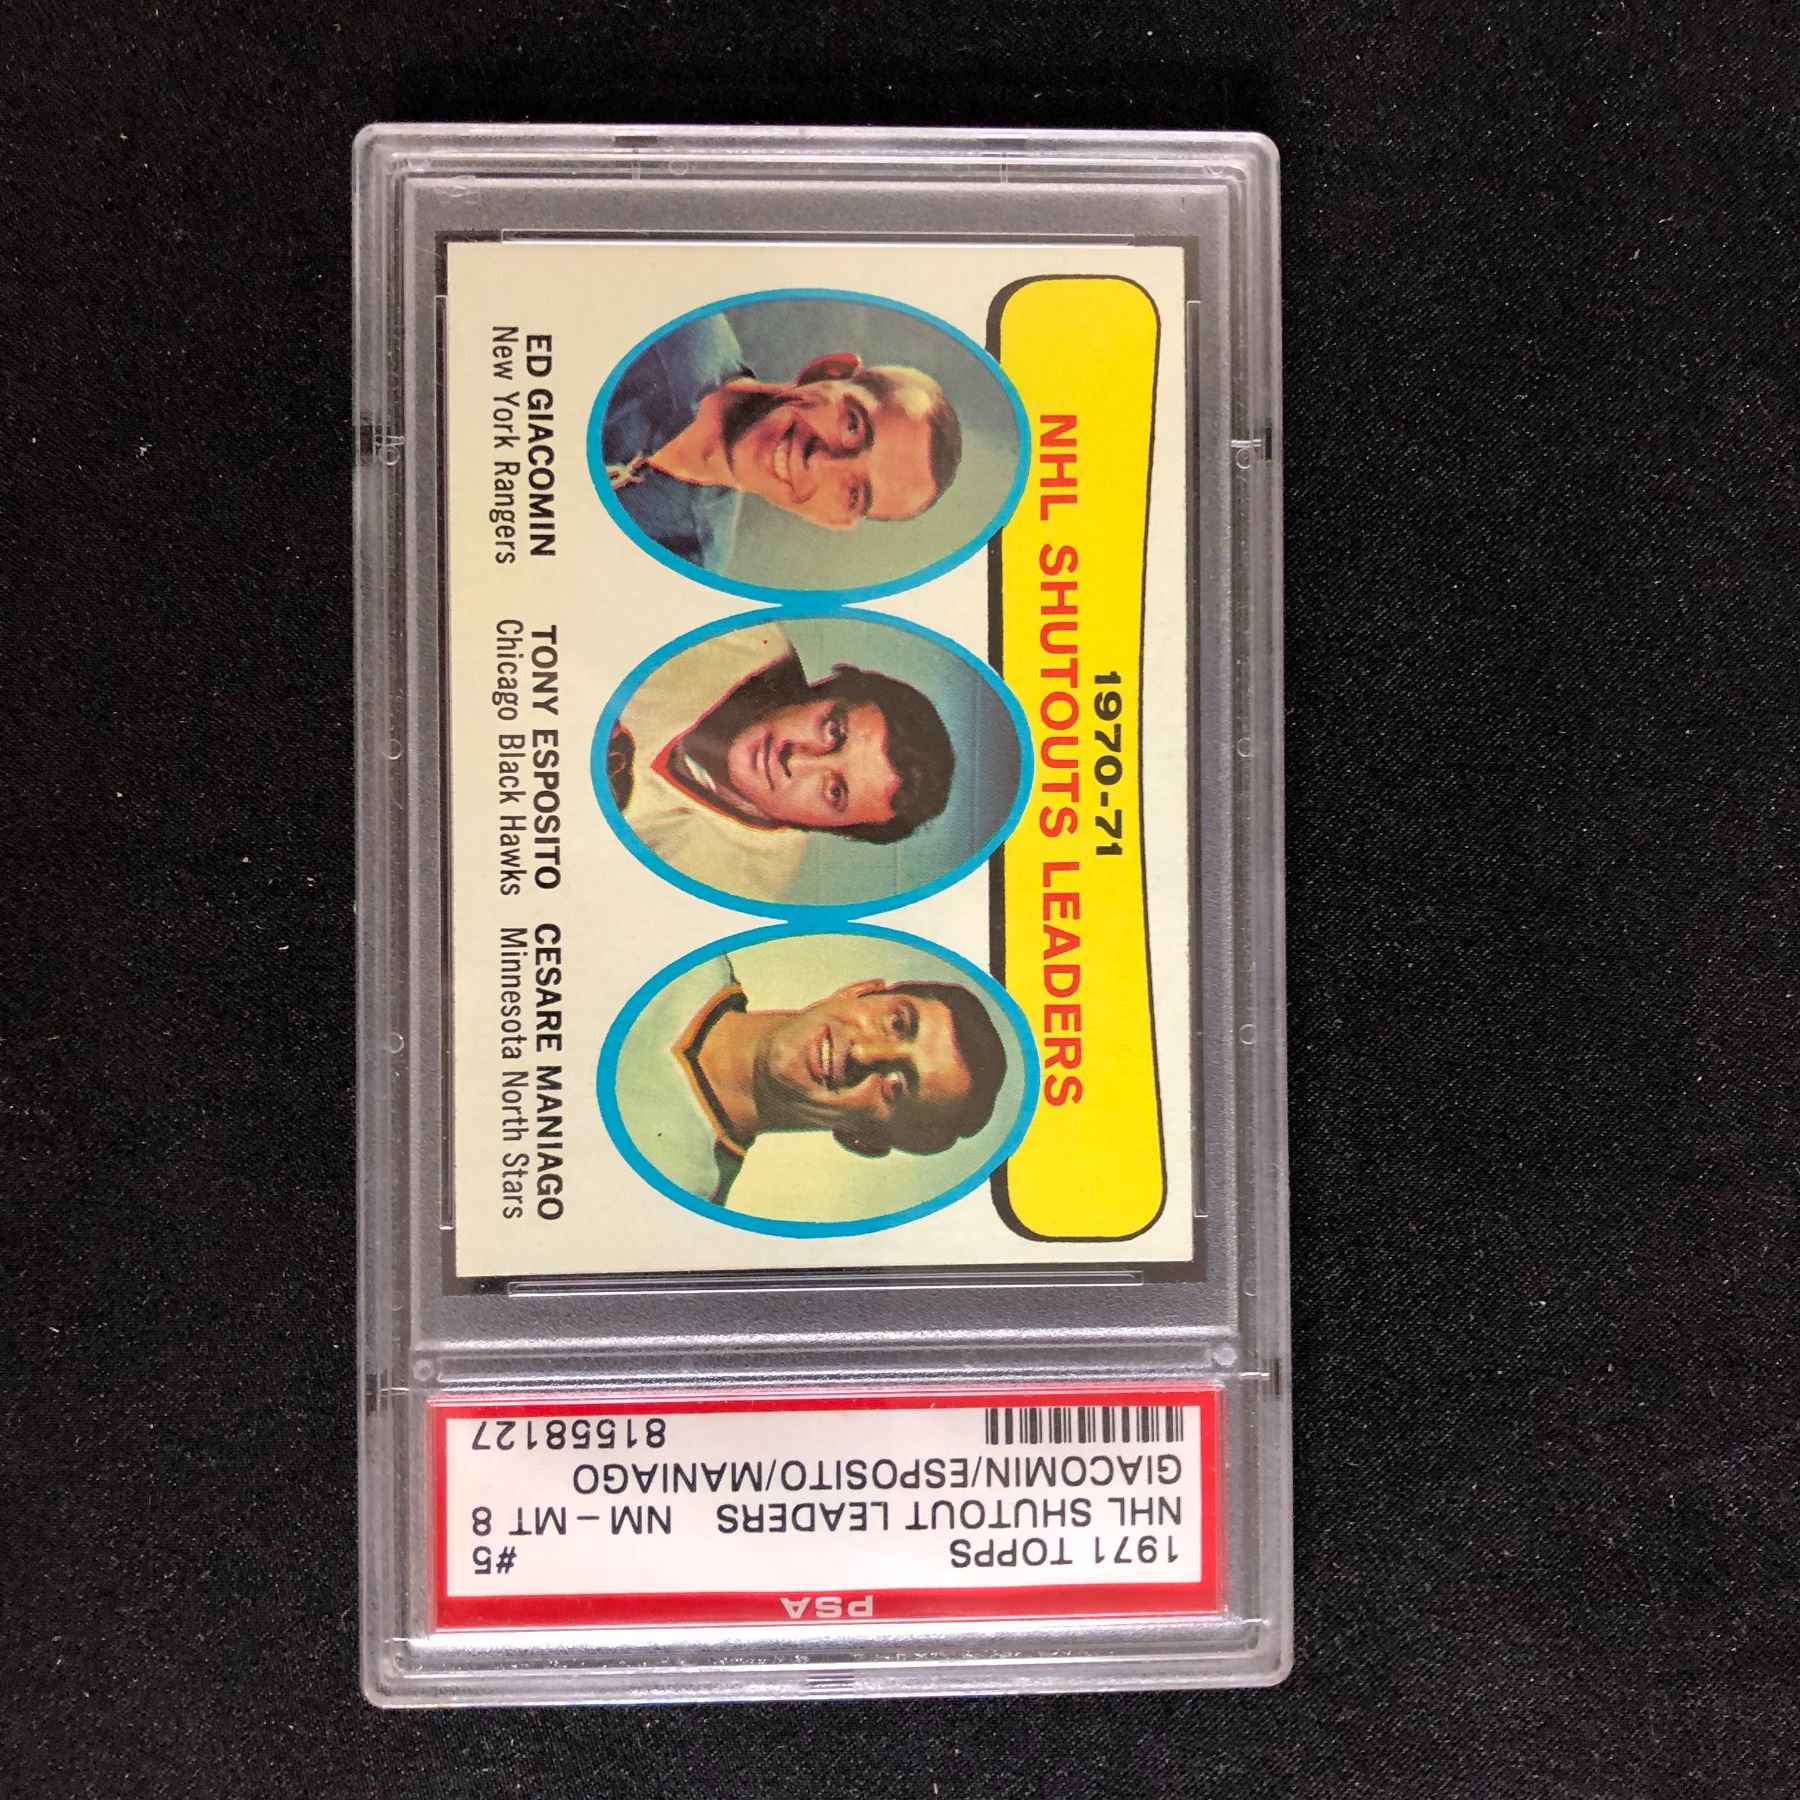 1970-71
NHL SHUTOUTS LEADERS
ED GIACOMIN
New York Rangers
TONY ESPOSITO
Chicago Black Hawks
CESARE MANIAGO
Minnesota North Stars
PSA
1971 TOPPS #5
NHL SHUTOUT LEADERS NM - MT 8
GIACOMIN/ESPOSITO/MANIAGO
81558127